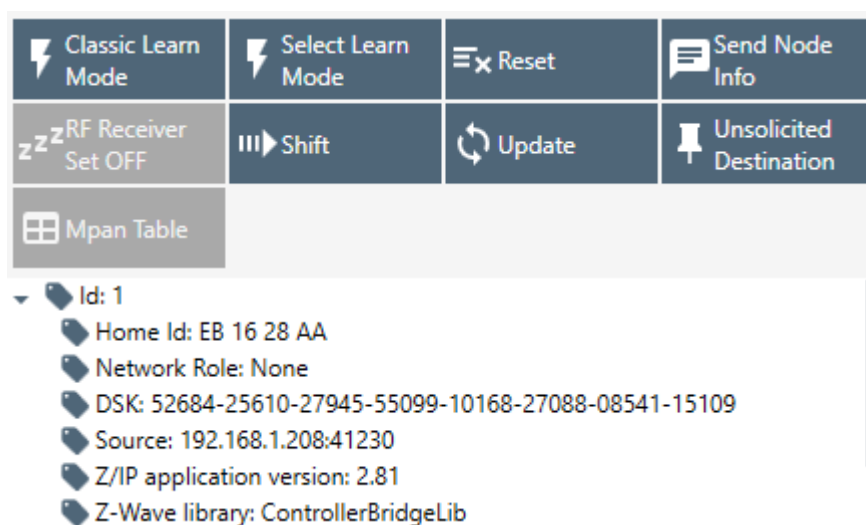 Classic Learn
Mode
Select Learn
Mode
Reset
Send Node
Info
zzz RF Receiver
Set OFF
Shift
Update
Unsolicited
Destination
Mpan Table
Id: 1
Home Id: EB 16 28 AA
Network Role: None
DSK: 52684-25610-27945-55099-10168-27088-08541-15109
Source: 192.168.1.208:41230
Z/IP application version: 2.81
Z-Wave library: ControllerBridgeLib